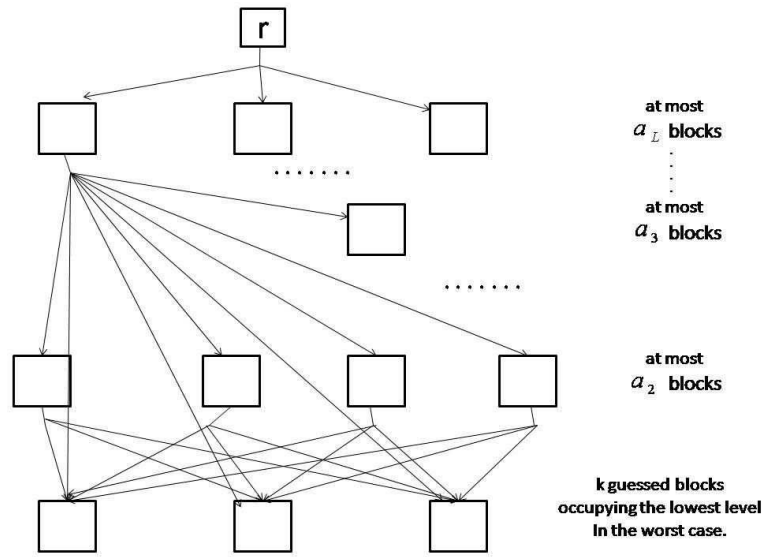 r
at most
a_L blocks
at most
a_3 blocks
at most
a_2 blocks
k guessed blocks
occupying the lowest level
In the worst case.